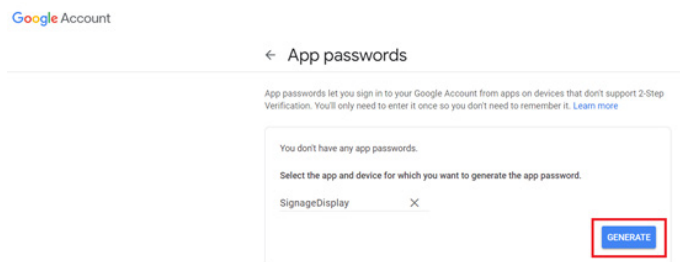 Google Account
← App passwords
App passwords let you sign in to your Google Account from apps on devices that don't support 2-Step
Verification. You'll only need to enter it once so you don't need to remember it. Learn more
You don't have any app passwords.
Select the app and device for which you want to generate the app password.
SignageDisplay
GENERATE